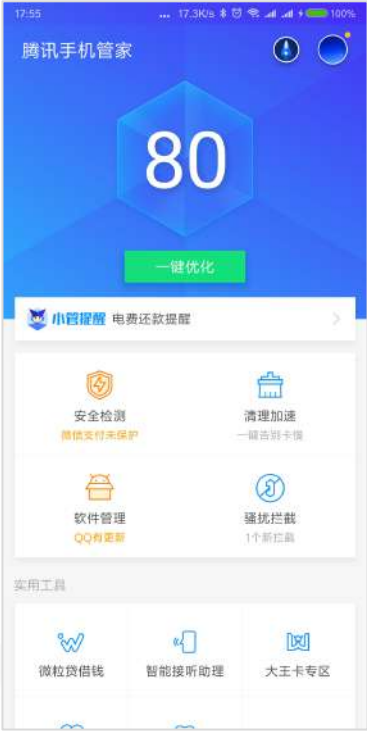 17:55
... 17.3K/s 100%
腾讯手机管家
80
一键优化
小管提醒 电费还款提醒
安全检测
微信支付未保护
清理加速
一键告别卡慢
软件管理
QQ有更新
骚扰拦截
1个新拦截
实用工具
微粒贷借钱
智能接听助理
大王卡专区